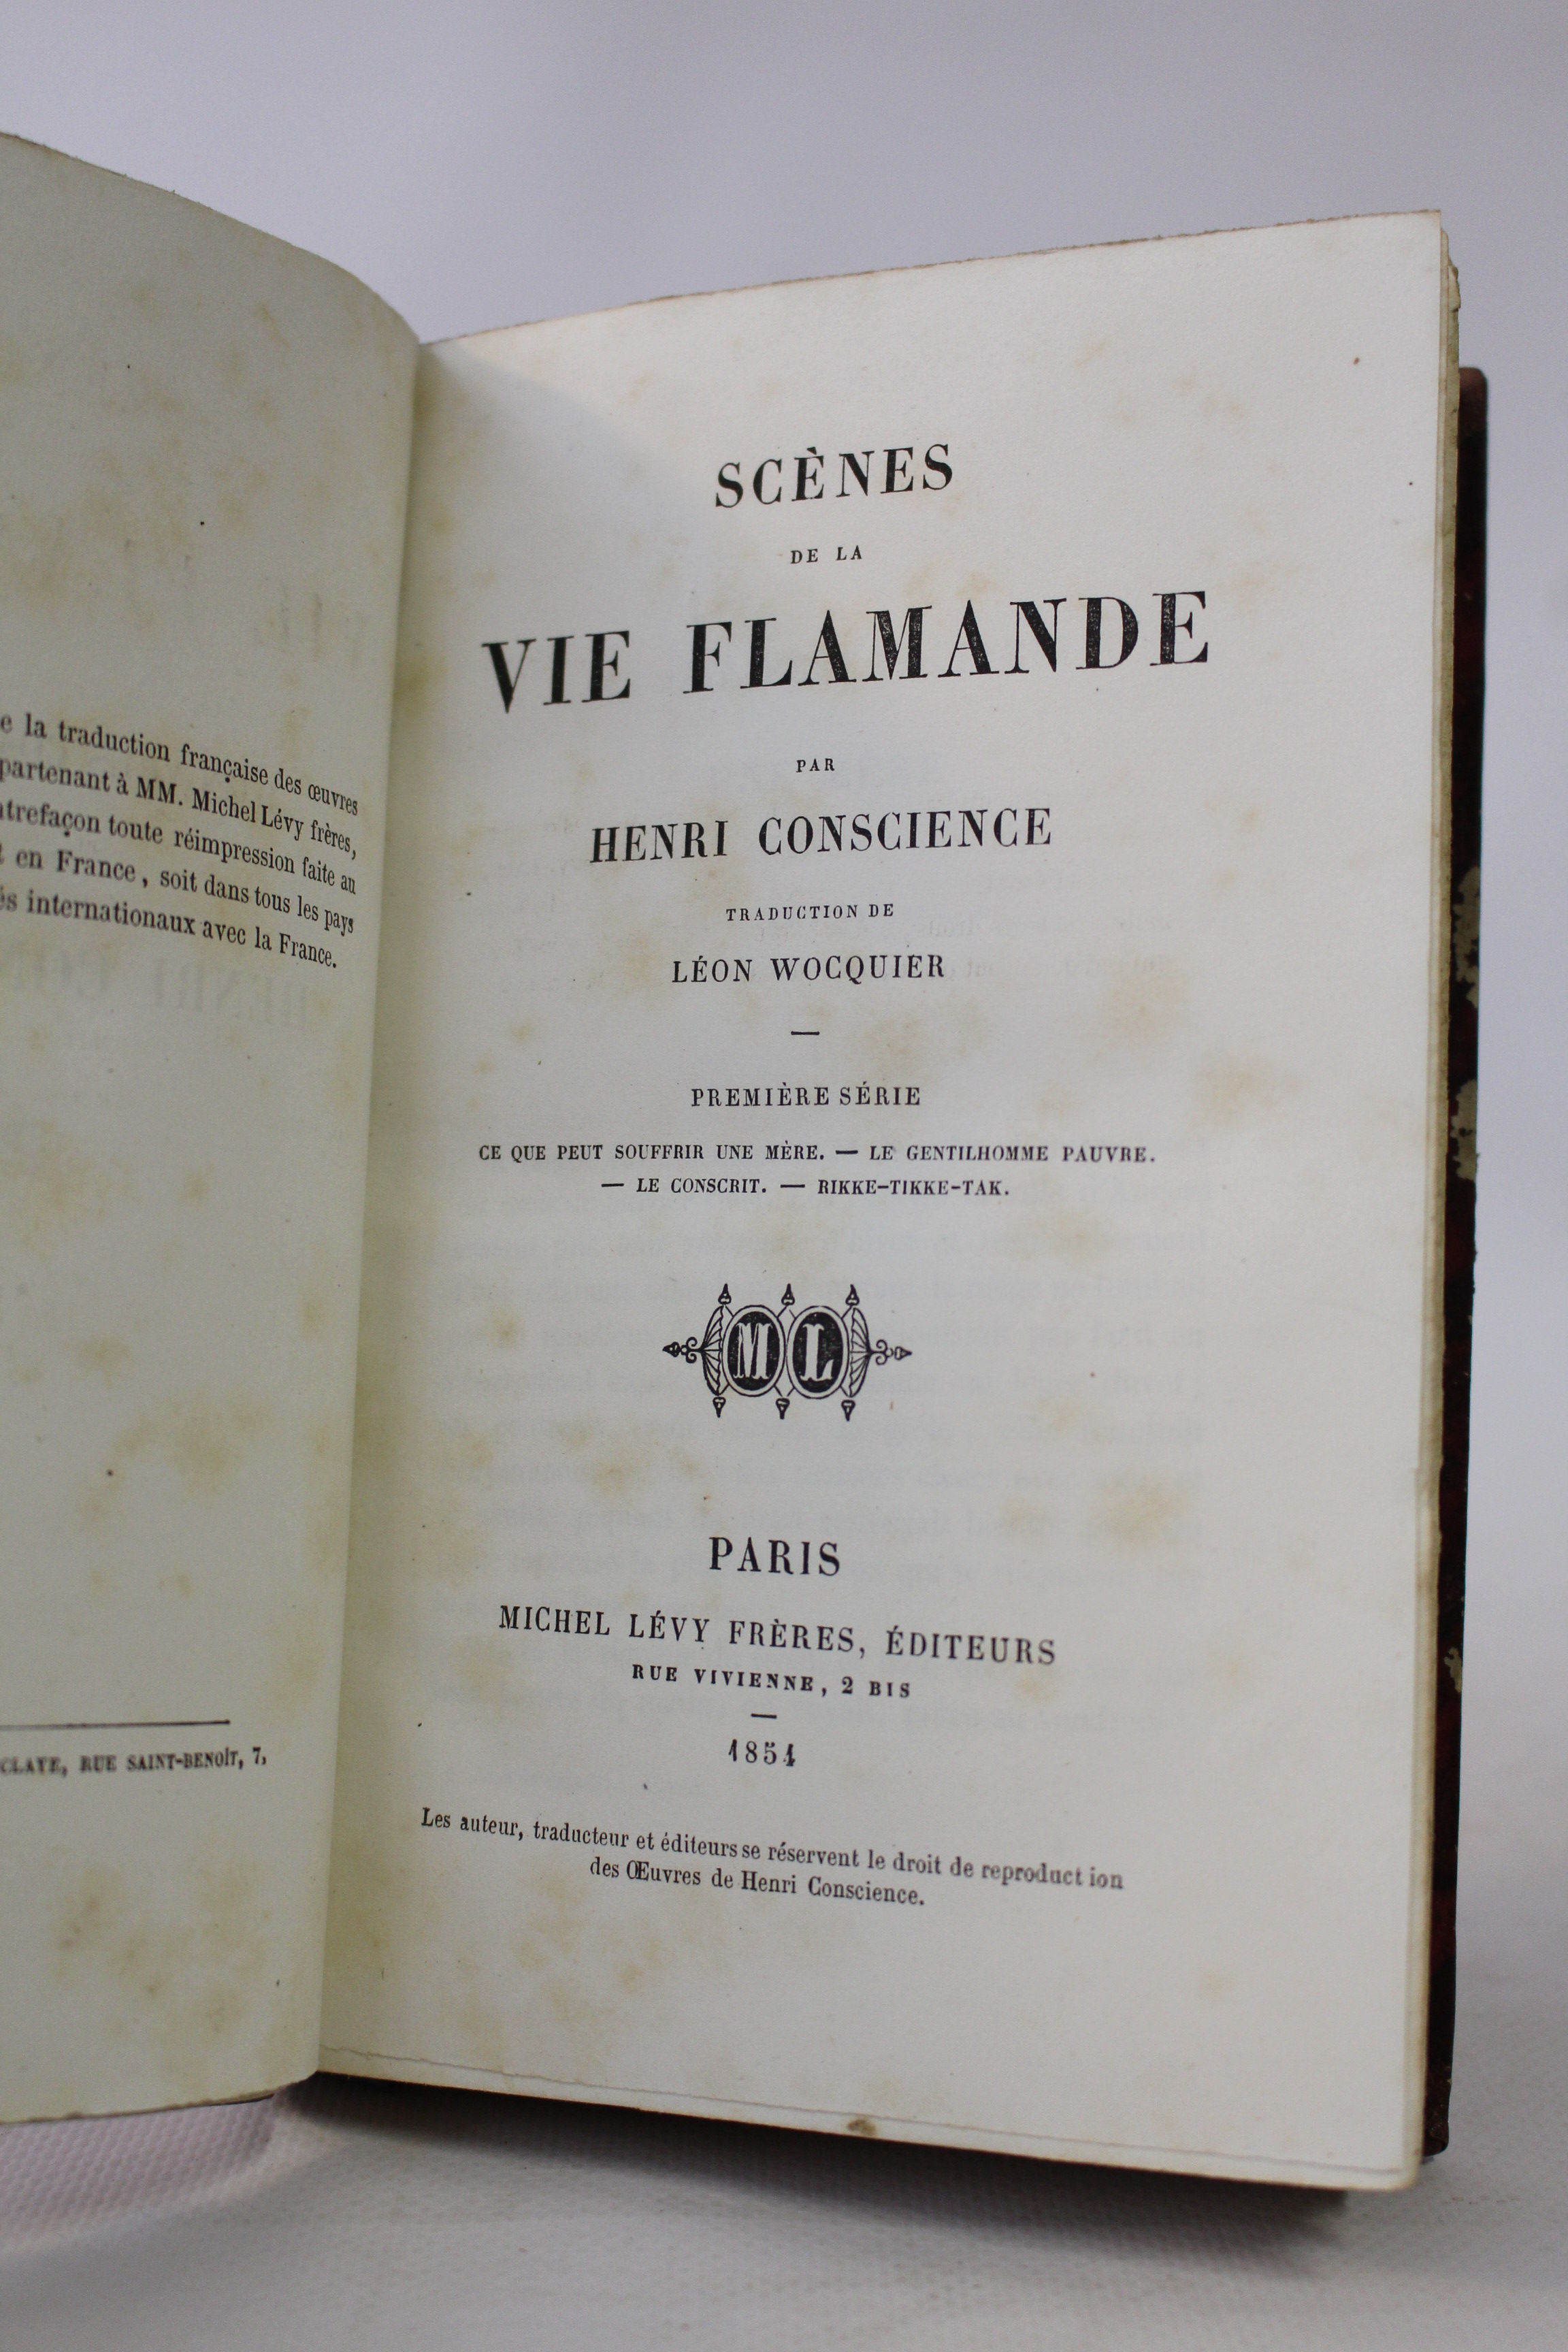 e la traduction française des œuvres
partenant à MM. Michel Lévy frères,
trefaçon toute réimpression faite au
en France, soit dans tous les pays
internationaux avec la France.
CLAYE, RUE SAINT-BENOÎT, 7,
SCÈNES
DE LA
VIE FLAMANDE
PAR
HENRI CONSCIENCE
TRADUCTION DE
LÉON WOCQUIER
—
PREMIÈRE SÉRIE
CE QUE PEUT SOUFFRIR UNE MÈRE. — LE GENTILHOMME PAUVRE.
— LE CONSCRIT. — RIKKE-TIKKE-TAK.
ML
PARIS
MICHEL LÉVY FRÈRES, ÉDITEURS
RUE VIVIENNE, 2 BIS
—
1854
Les auteur, traducteur et éditeurs se réservent le droit de reproduct ion
des Œuvres de Henri Conscience.